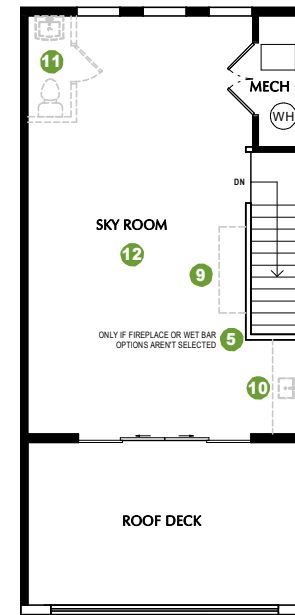 11
MECH
WH
DN
SKY ROOM
12
9
ONLY IF FIREPLACE OR WET BAR
OPTIONS AREN'T SELECTED
5
10
ROOF DECK